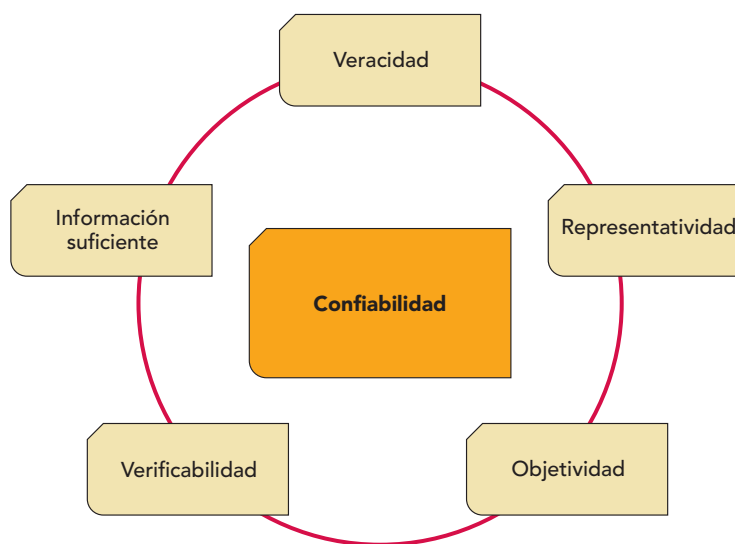 Veracidad
Información
suficiente
Representatividad
Confiabilidad
Verificabilidad
Objetividad